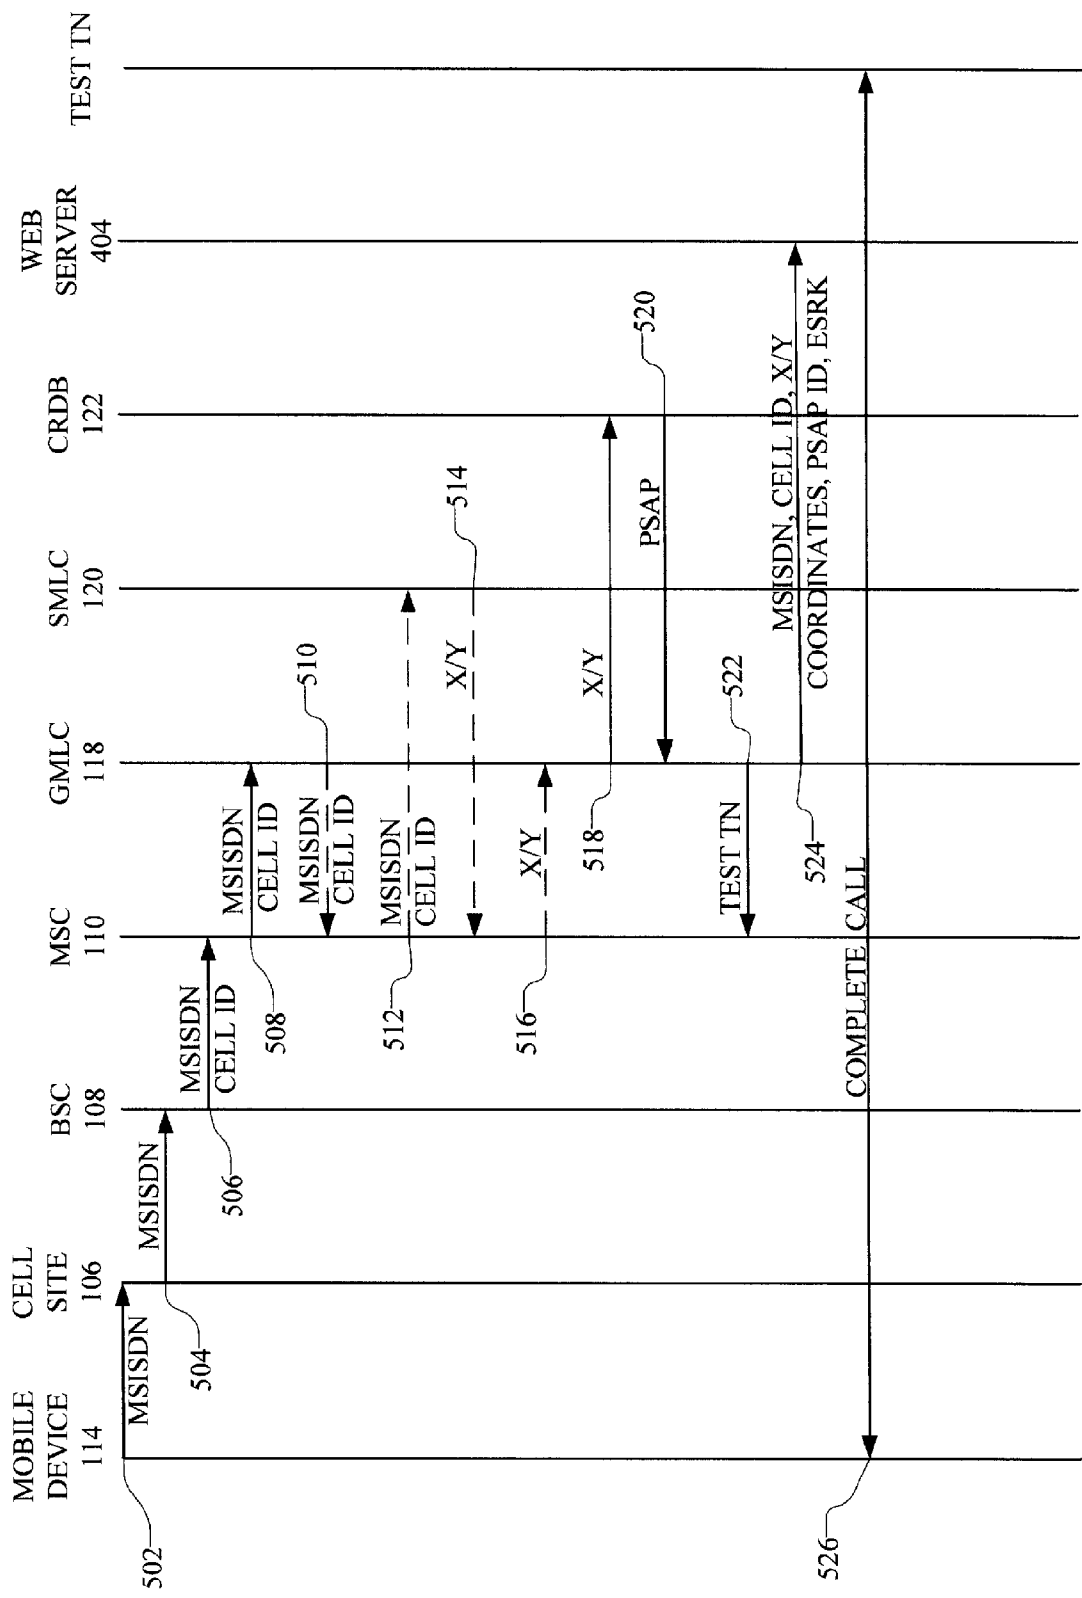 MOBILE
DEVICE
114
CELL
SITE
106
BSC
108
MSC
110
GMLC
118
SMLC
120
CRDB
122
WEB
SERVER
404
TEST TN
502
MSISDN
504
MSISDN
506
MSISDN
CELL ID
508
MSISDN
CELL ID
510
MSISDN
CELL ID
512
MSISDN
CELL ID
514
X/Y
516
X/Y
518
X/Y
520
PSAP
522
TEST TN
524
MSISDN, CELL ID, X/Y
COORDINATES, PSAP ID, ESRK
526
COMPLETE CALL